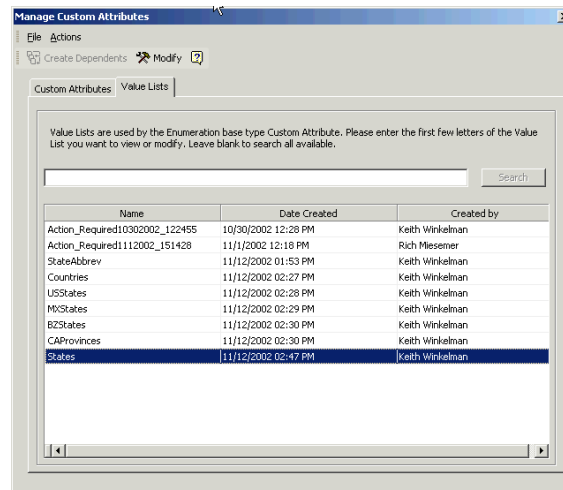 Manage Custom Attributes
File Actions
Create Dependents Modify
Custom Attributes Value Lists
Value Lists are used by the Enumeration base type Custom Attribute. Please enter the first few letters of the Value
List you want to view or modify. Leave blank to search all available.
Search
Name Date Created Created by
Action_Required10302002_122455 10/30/2002 12:28 PM Keith Winkelman
Action_Required1112002_151428 11/1/2002 12:18 PM Rich Miesemer
StateAbbrev 11/12/2002 01:53 PM Keith Winkelman
Countries 11/12/2002 02:27 PM Keith Winkelman
USStates 11/12/2002 02:28 PM Keith Winkelman
MXStates 11/12/2002 02:29 PM Keith Winkelman
BZStates 11/12/2002 02:30 PM Keith Winkelman
CAProvinces 11/12/2002 02:30 PM Keith Winkelman
States 11/12/2002 02:47 PM Keith Winkelman